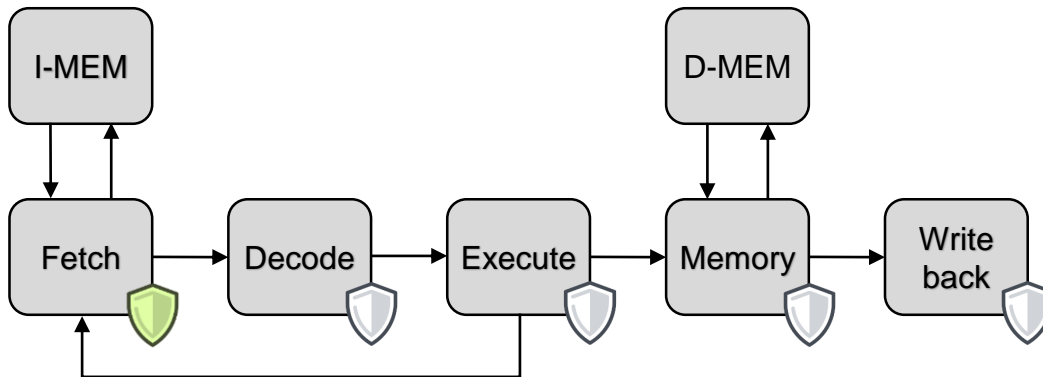 I-MEM
D-MEM
Fetch
Decode
Execute
Memory
Write
back